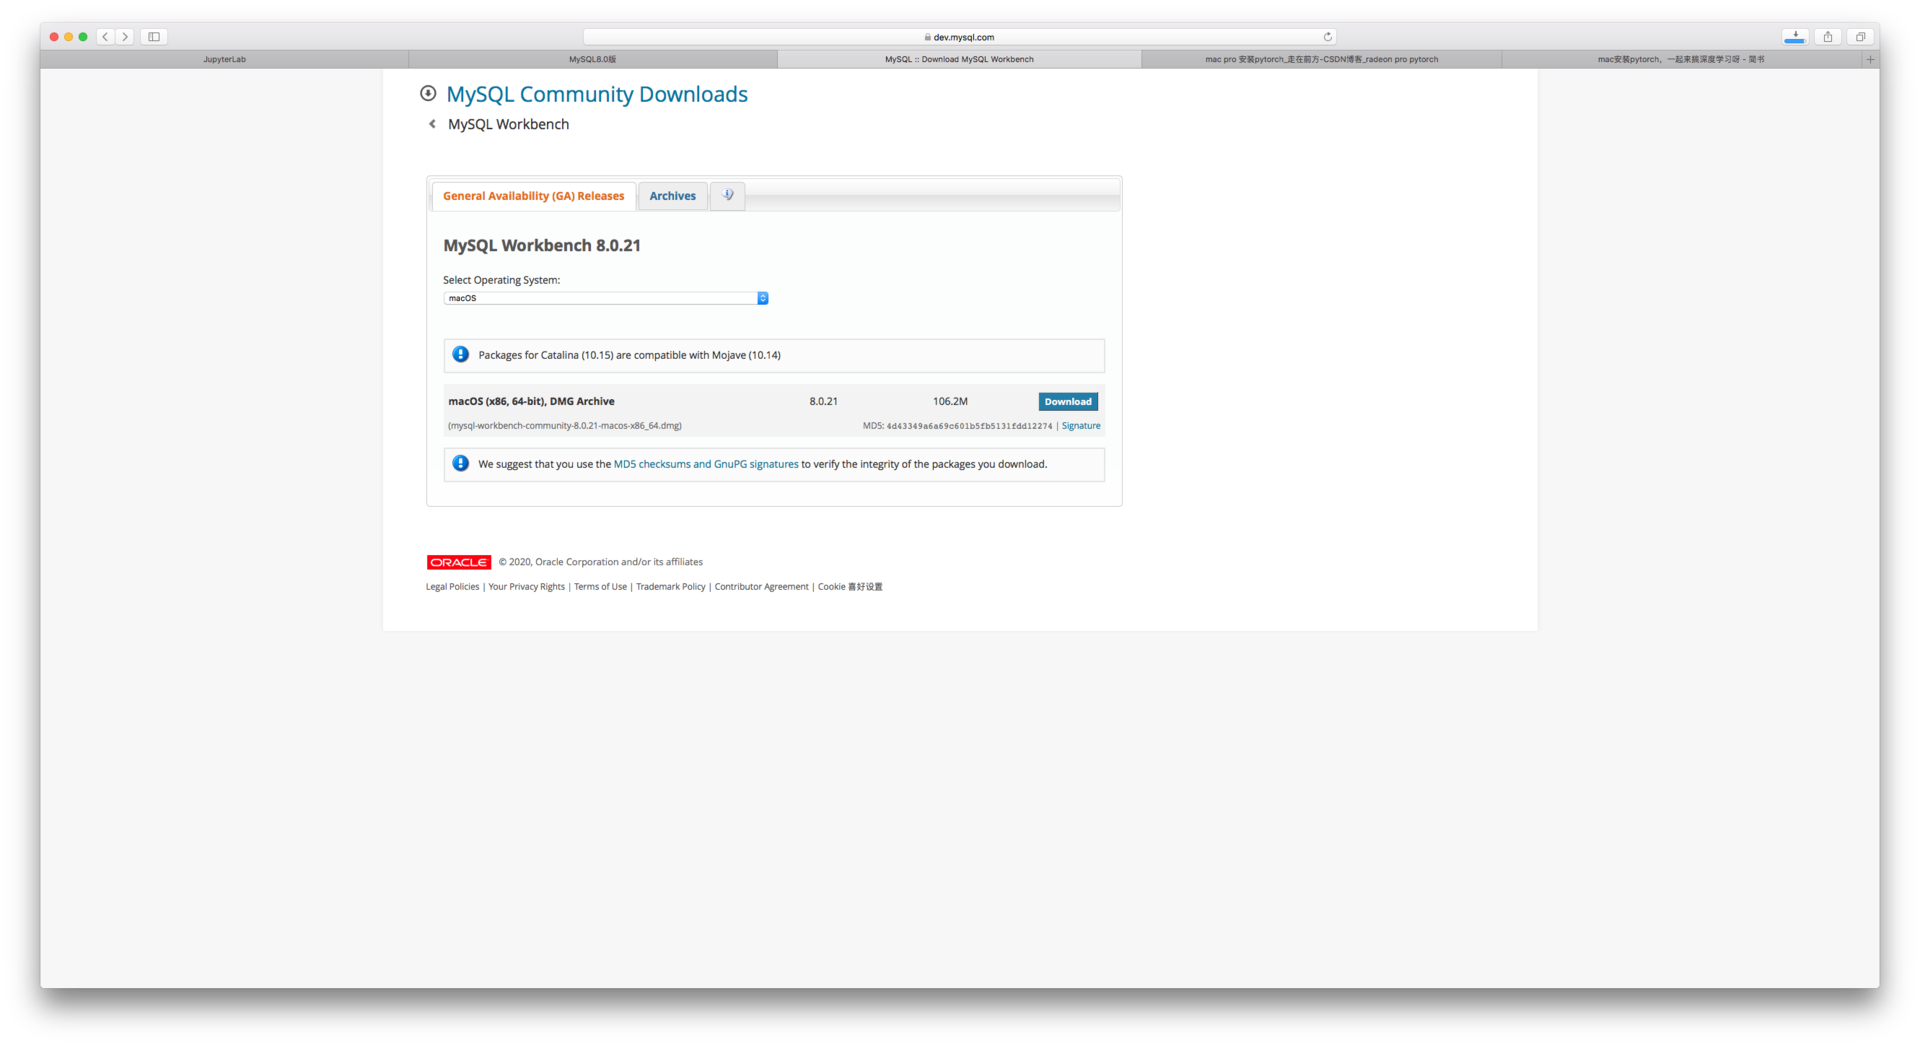 dev.mysql.com
JupyterLab
MySQL8.0版
MySQL :: Download MySQL Workbench
mac pro 安装pytorch_走在前方-CSDN博客_radeon pro pytorch
mac安装pytorch，一起来搞深度学习呀 - 简书
MySQL Community Downloads
MySQL Workbench
General Availability (GA) Releases
Archives
MySQL Workbench 8.0.21
Select Operating System:
macOS
Packages for Catalina (10.15) are compatible with Mojave (10.14)
macOS (x86, 64-bit), DMG Archive 8.0.21 106.2M Download
(mysql-workbench-community-8.0.21-macos-x86_64.dmg) MD5: 4d43349a6a69c601b5fb5131fdd12274 | Signature
We suggest that you use the MD5 checksums and GnuPG signatures to verify the integrity of the packages you download.
ORACLE © 2020, Oracle Corporation and/or its affiliates
Legal Policies | Your Privacy Rights | Terms of Use | Trademark Policy | Contributor Agreement | Cookie 喜好设置